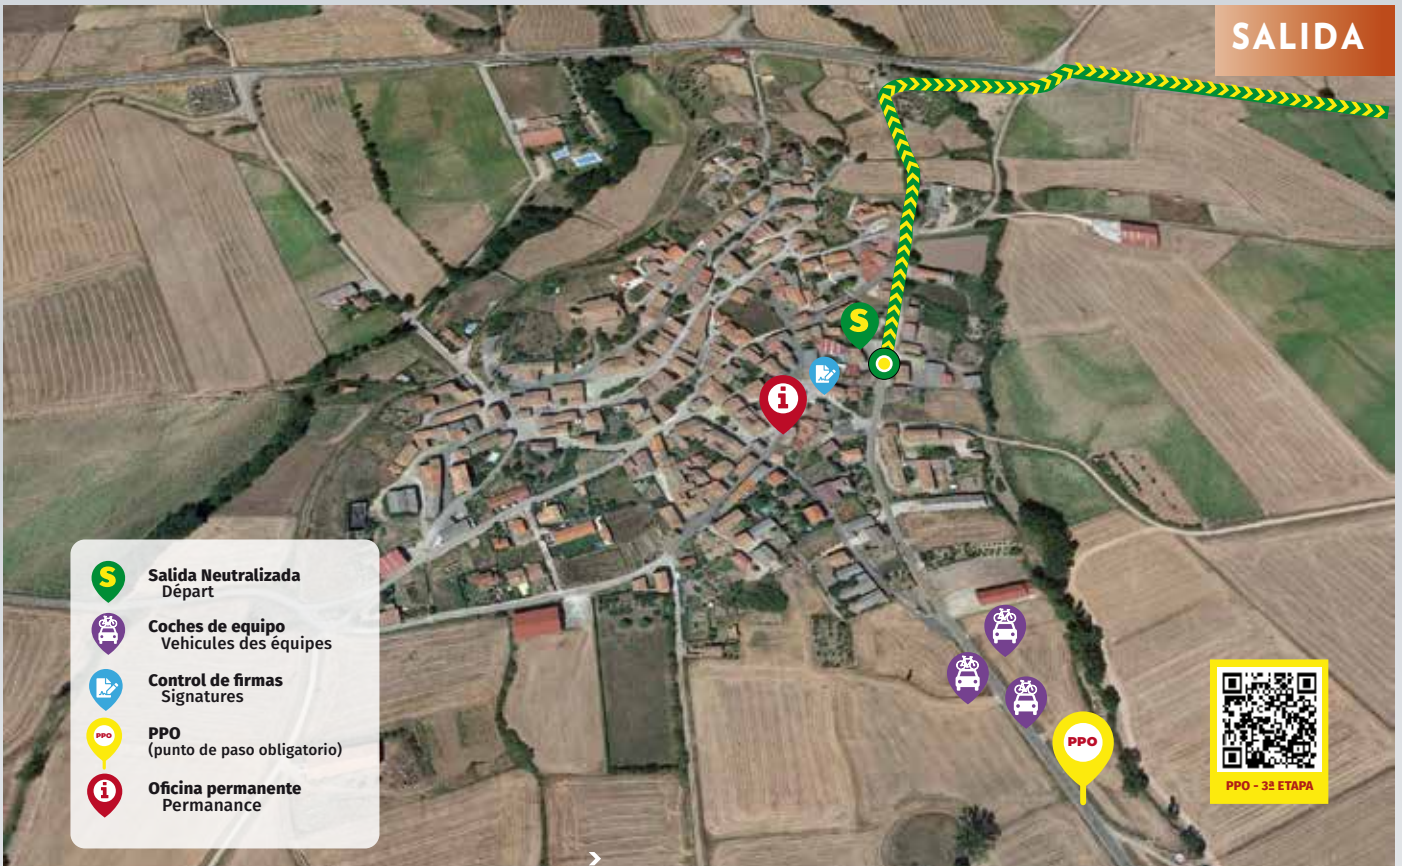 SALIDA
S
i
PPO
S
Salida Neutralizada
Départ
Coches de equipo
Vehicules des équipes
Control de firmas
Signatures
PPO
PPO
(punto de paso obligatorio)
i
Oficina permanente
Permanance
PPO - 3ª ETAPA